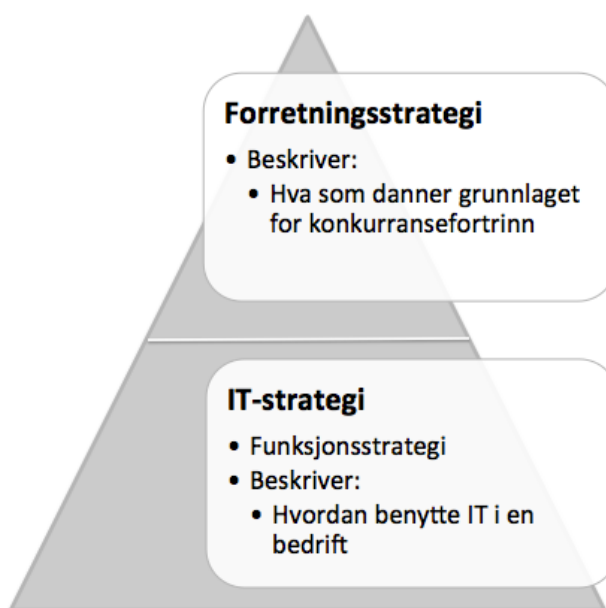 Forretningsstrategi
• Beskriver:
• Hva som danner grunnlaget
for konkurransefortrinn
IT-strategi
• Funksjonsstrategi
• Beskriver:
• Hvordan benytte IT i en
bedrift